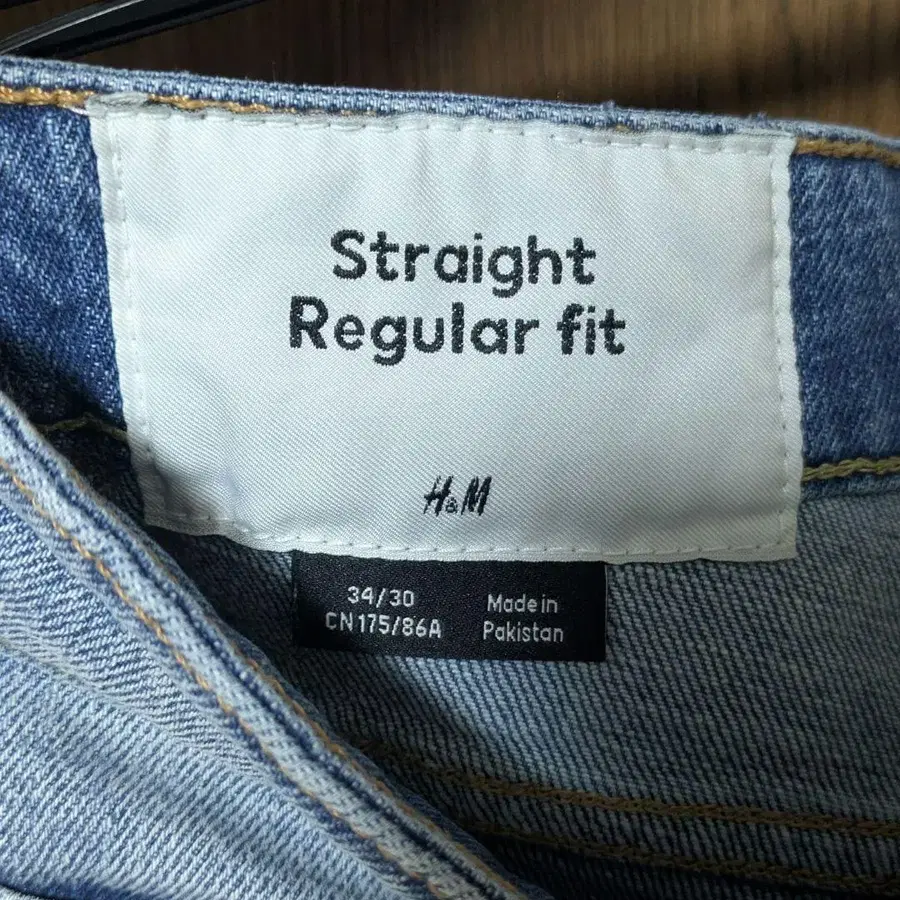 Straight
Regular fit
H&M
34/30
CN175/86A
Made in
Pakistan